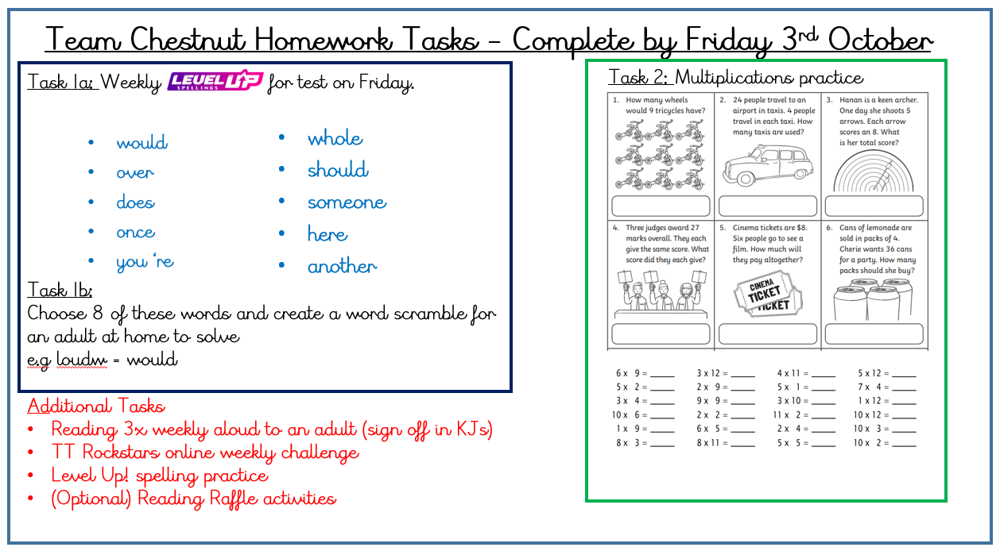 Team Chestnut Homework Tasks – Complete by Friday 3rd October
Task 1a: Weekly LEVEL UP SPELLINGS for test on Friday.
• would
• over
• does
• once
• you 're
• whole
• should
• someone
• here
• another
Task 1b:
Choose 8 of these words and create a word scramble for
an adult at home to solve
e.g loudw = would
Additional Tasks
• Reading 3x weekly aloud to an adult (sign off in KJs)
• TT Rockstars online weekly challenge
• Level Up! spelling practice
• (Optional) Reading Raffle activities
Task 2: Multiplications practice
1. How many wheels
would 9 tricycles have?
2. 24 people travel to an
airport in taxis. 4 people
travel in each taxi. How
many taxis are used?
3. Hanan is a keen archer.
One day she shoots 5
arrows. Each arrow
scores an 8. What
is her total score?
4. Three judges award 27
marks overall. They each
give the same score. What
score did they each give?
5. Cinema tickets are $8.
Six people go to see a
film. How much will
they pay altogether?
CINEMA
TICKET
TICKET
6. Cans of lemonade are
sold in packs of 4.
Cherie wants 36 cans
for a party. How many
packs should she buy?
6 x 9 = _____ 3 x 12 = _____ 4 x 11 = _____ 5 x 12 = _____
5 x 2 = _____ 2 x 9 = _____ 5 x 1 = _____ 7 x 4 = _____
3 x 4 = _____ 9 x 9 = _____ 3 x 10 = _____ 1 x 12 = _____
10 x 6 = _____ 2 x 2 = _____ 11 x 2 = _____ 10 x 12 = _____
1 x 9 = _____ 6 x 5 = _____ 2 x 4 = _____ 10 x 3 = _____
8 x 3 = _____ 8 x 11 = _____ 5 x 5 = _____ 10 x 2 = _____